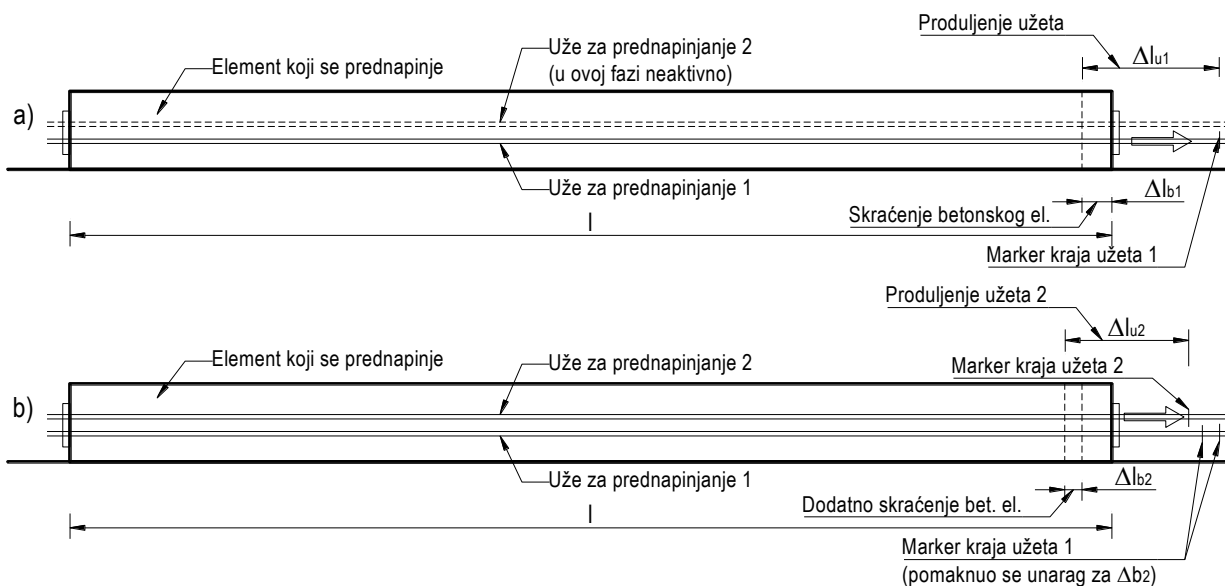 Produljenje užeta
Δlu1
Uže za prednapinjanje 2
(u ovoj fazi neaktivno)
Element koji se prednapinje
a)
Uže za prednapinjanje 1
Δlb1
Skraćenje betonskog el.
l
Marker kraja užeta 1
Produljenje užeta 2
Δlu2
Element koji se prednapinje
Uže za prednapinjanje 2
Marker kraja užeta 2
b)
Uže za prednapinjanje 1
Δlb2
Dodatno skraćenje bet. el.
l
Marker kraja užeta 1
(pomaknuo se unarag za Δb2)